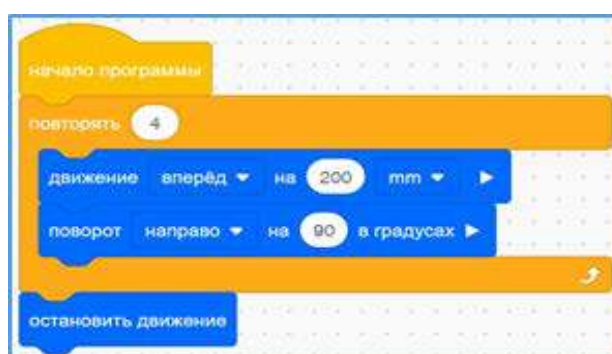 начало программы
повторять 4
движение вперёд на 200 mm
поворот направо на 90 в градусах
остановить движение